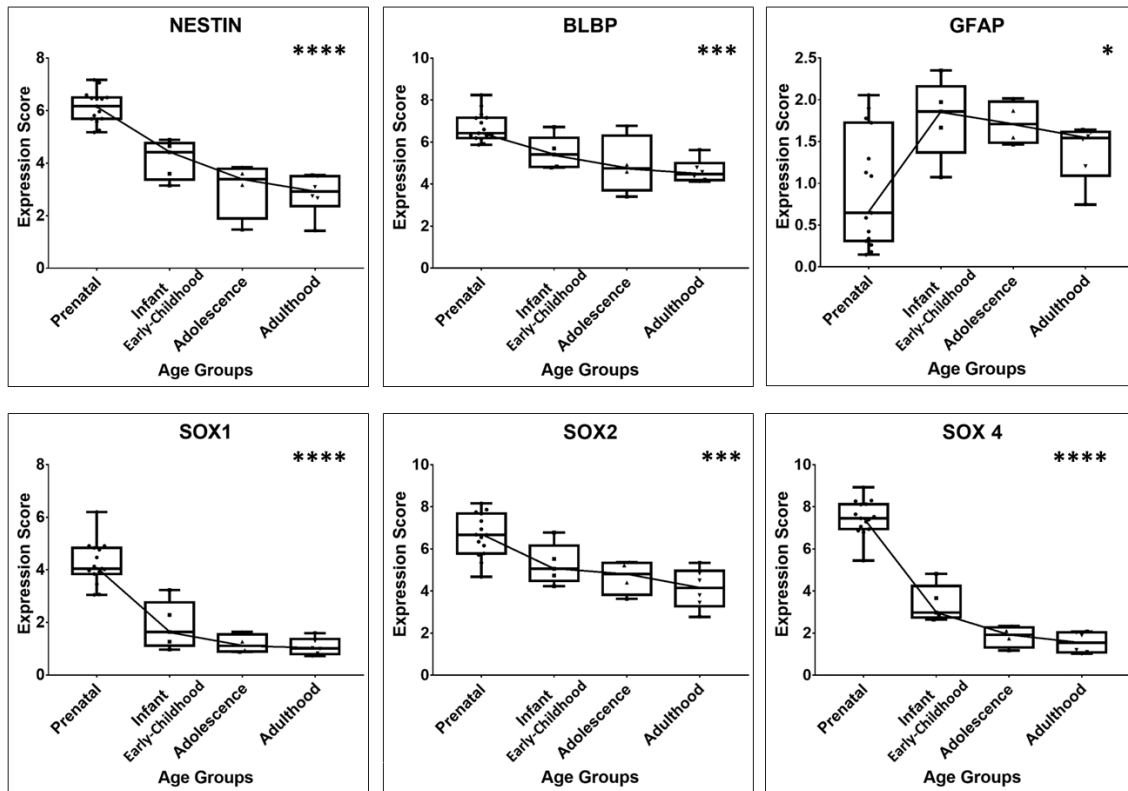 NESTIN
****
Expression Score
8
6
4
2
0
Prenatal
Infant
Early-Childhood
Adolescence
Adulthood
Age Groups
BLBP
***
Expression Score
10
8
6
4
2
0
Prenatal
Infant
Early-Childhood
Adolescence
Adulthood
Age Groups
GFAP
*
Expression Score
2.5
2.0
1.5
1.0
0.5
0.0
Prenatal
Infant
Early-Childhood
Adolescence
Adulthood
Age Groups
SOX1
****
Expression Score
8
6
4
2
0
Prenatal
Infant
Early-Childhood
Adolescence
Adulthood
Age Groups
SOX2
***
Expression Score
10
8
6
4
2
0
Prenatal
Infant
Early-Childhood
Adolescence
Adulthood
Age Groups
SOX 4
****
Expression Score
10
8
6
4
2
0
Prenatal
Infant
Early-Childhood
Adolescence
Adulthood
Age Groups